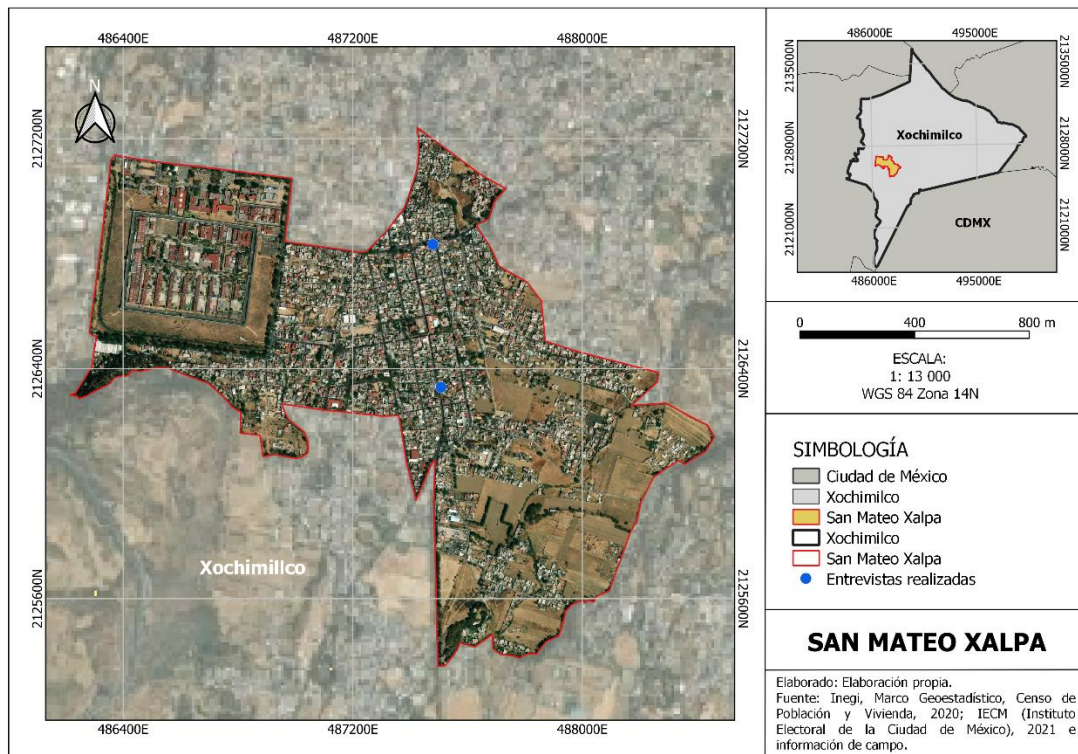 486400E 487200E 488000E
N
2127200N
2127200N
2126400N
2126400N
2125600N
2125600N
Xochimillco
486400E 487200E 488000E
486000E 495000E
2135000N
2135000N
2128000N
2128000N
2121000N
2121000N
Xochimilco
CDMX
486000E 495000E
0 400 800 m
ESCALA:
1: 13 000
WGS 84 Zona 14N
SIMBOLOGÍA
Ciudad de México
Xochimilco
San Mateo Xalpa
Xochimilco
San Mateo Xalpa
Entrevistas realizadas
SAN MATEO XALPA
Elaborado: Elaboración propia.
Fuente: Inegi, Marco Geoestadístico, Censo de
Población y Vivienda, 2020; IECM (Instituto
Electoral de la Ciudad de México), 2021 e
información de campo.